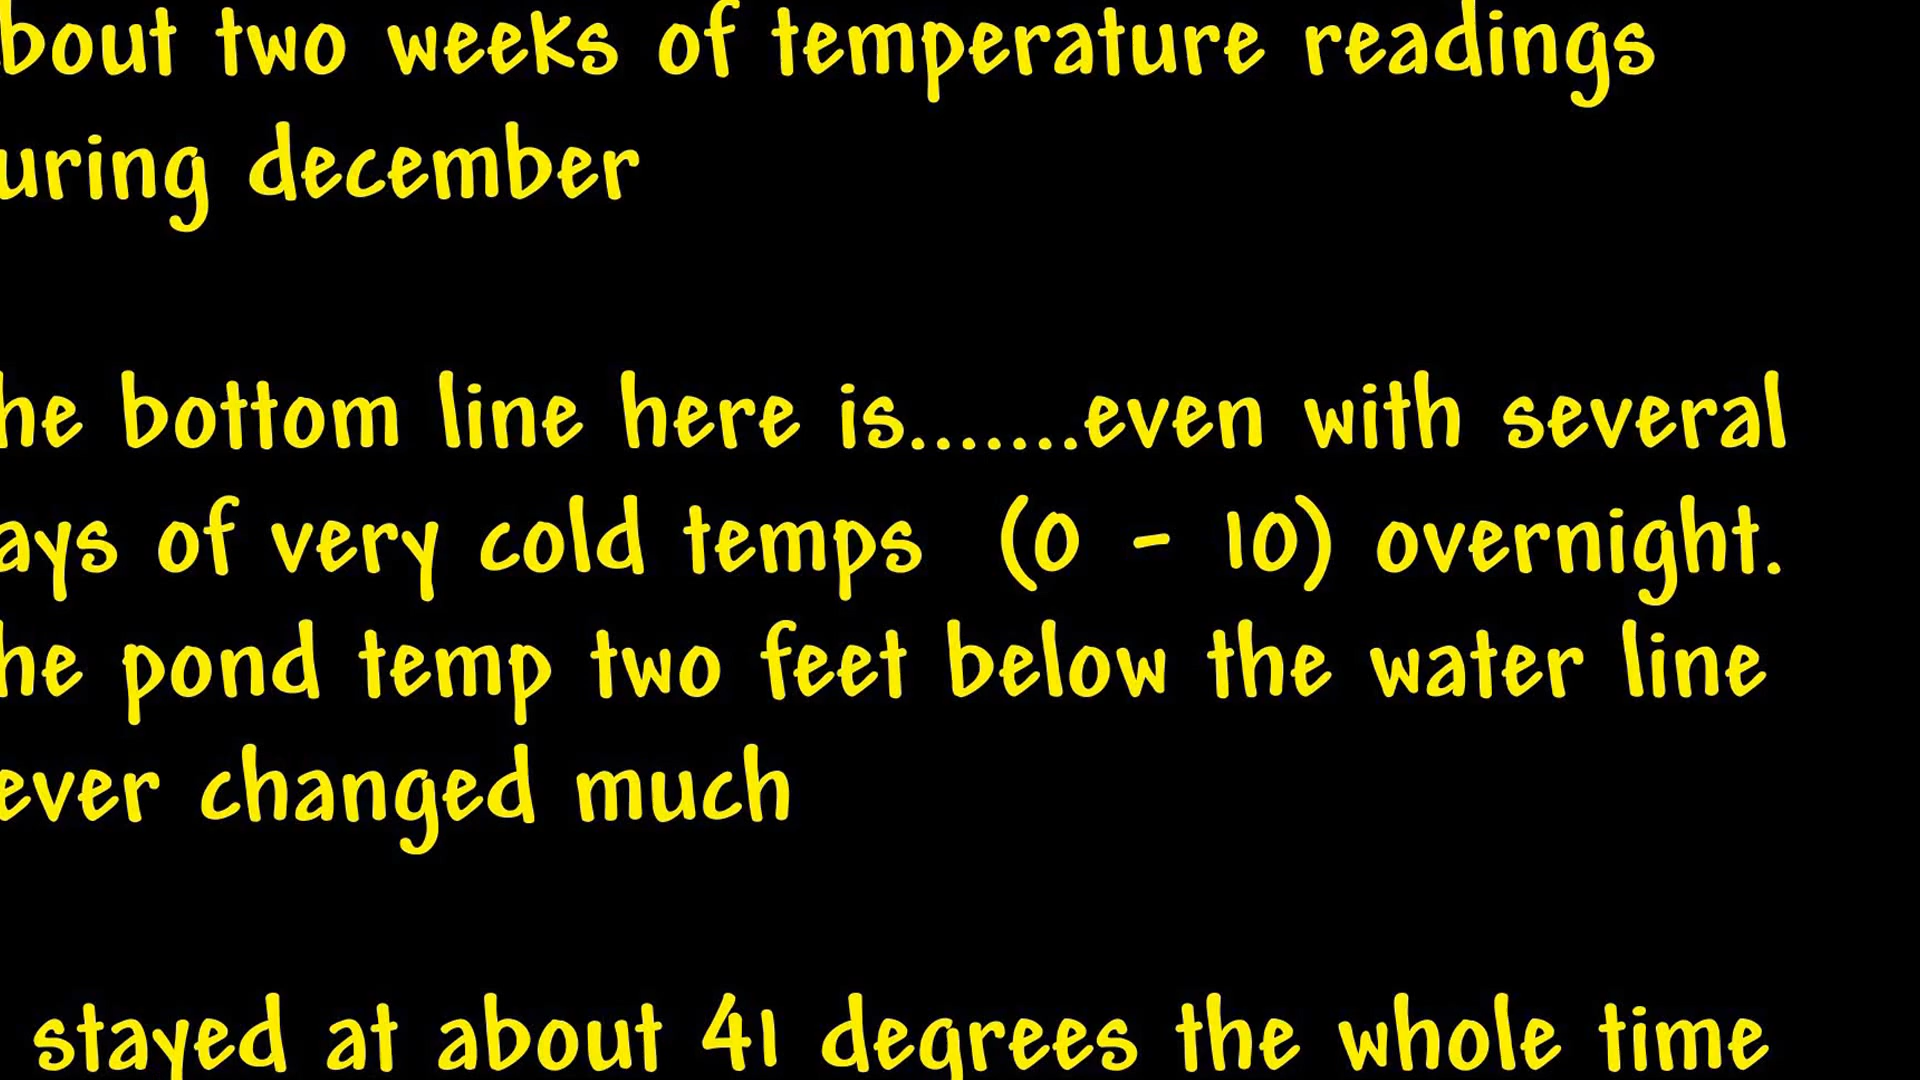 bout two weeks of temperature readings
uring december
he bottom line here is.......even with several
ays of very cold temps (0 - 10) overnight.
he pond temp two feet below the water line
ever changed much
stayed at about 41 degrees the whole time